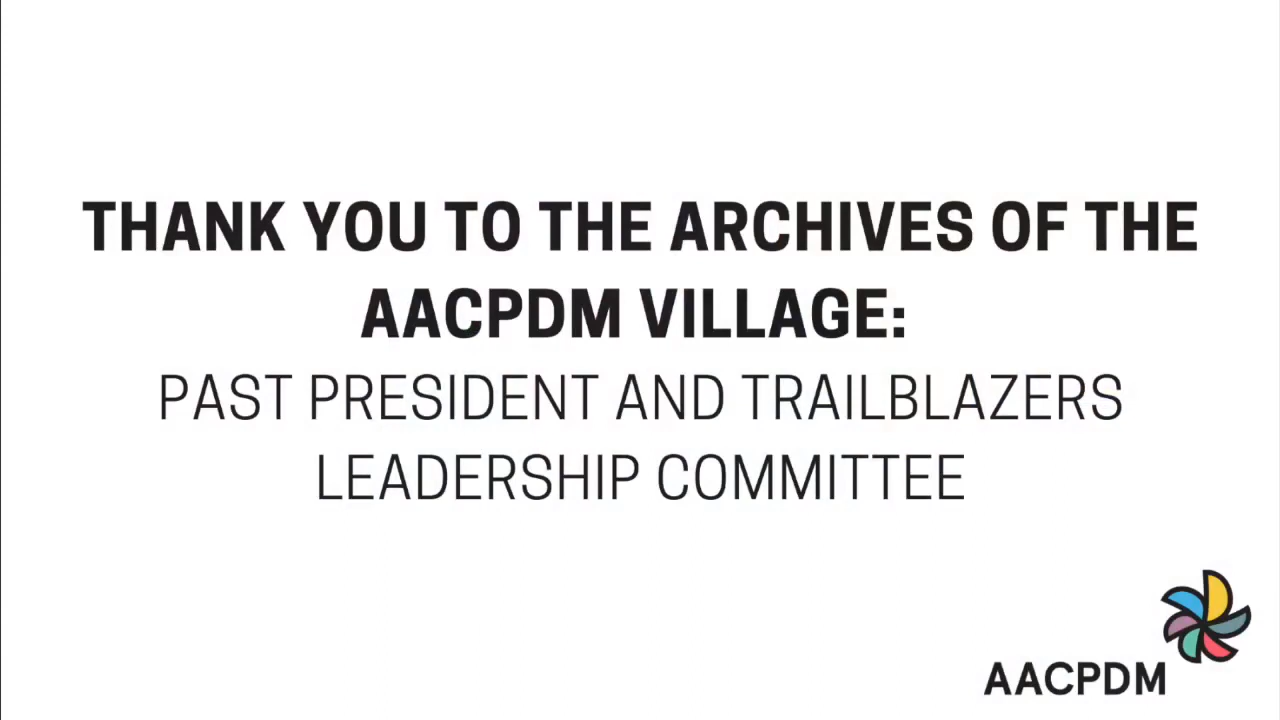 THANK YOU TO THE ARCHIVES OF THE
AACPDM VILLAGE:
PAST PRESIDENT AND TRAILBLAZERS
LEADERSHIP COMMITTEE
AACPDM